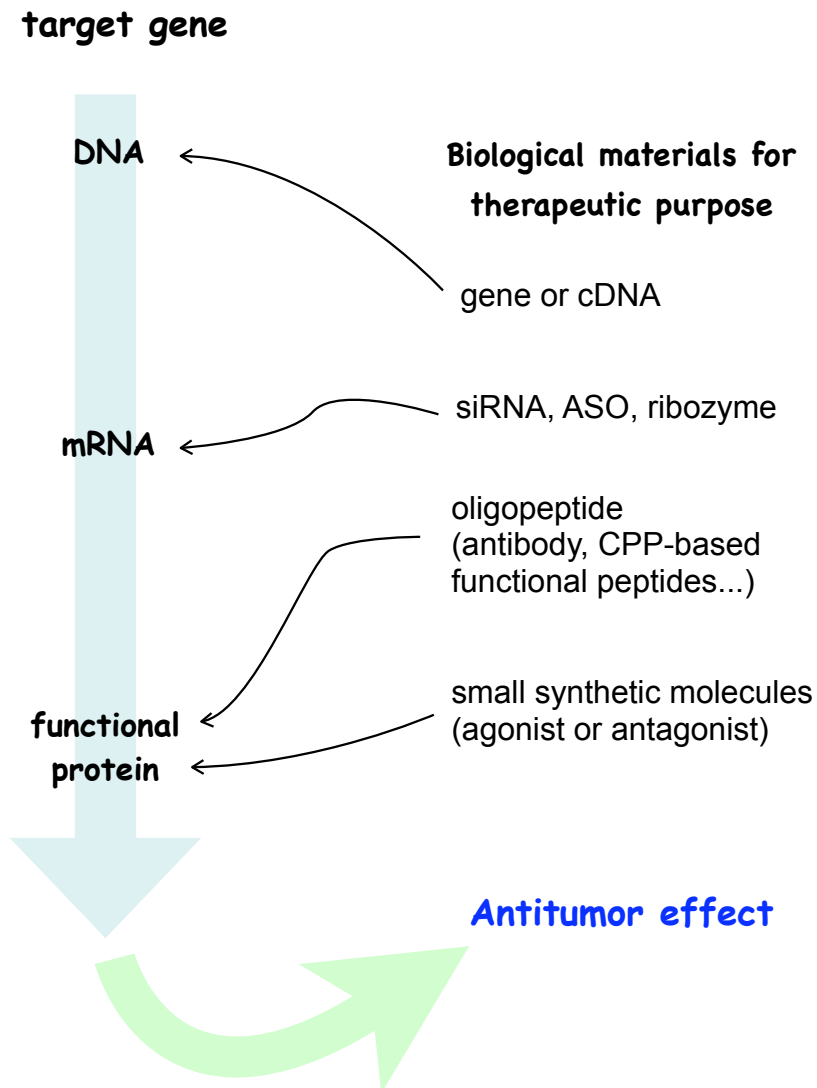 target gene
DNA
Biological materials for
therapeutic purpose
gene or cDNA
siRNA, ASO, ribozyme
mRNA
oligopeptide
(antibody, CPP-based
functional peptides...)
small synthetic molecules
(agonist or antagonist)
functional
protein
Antitumor effect